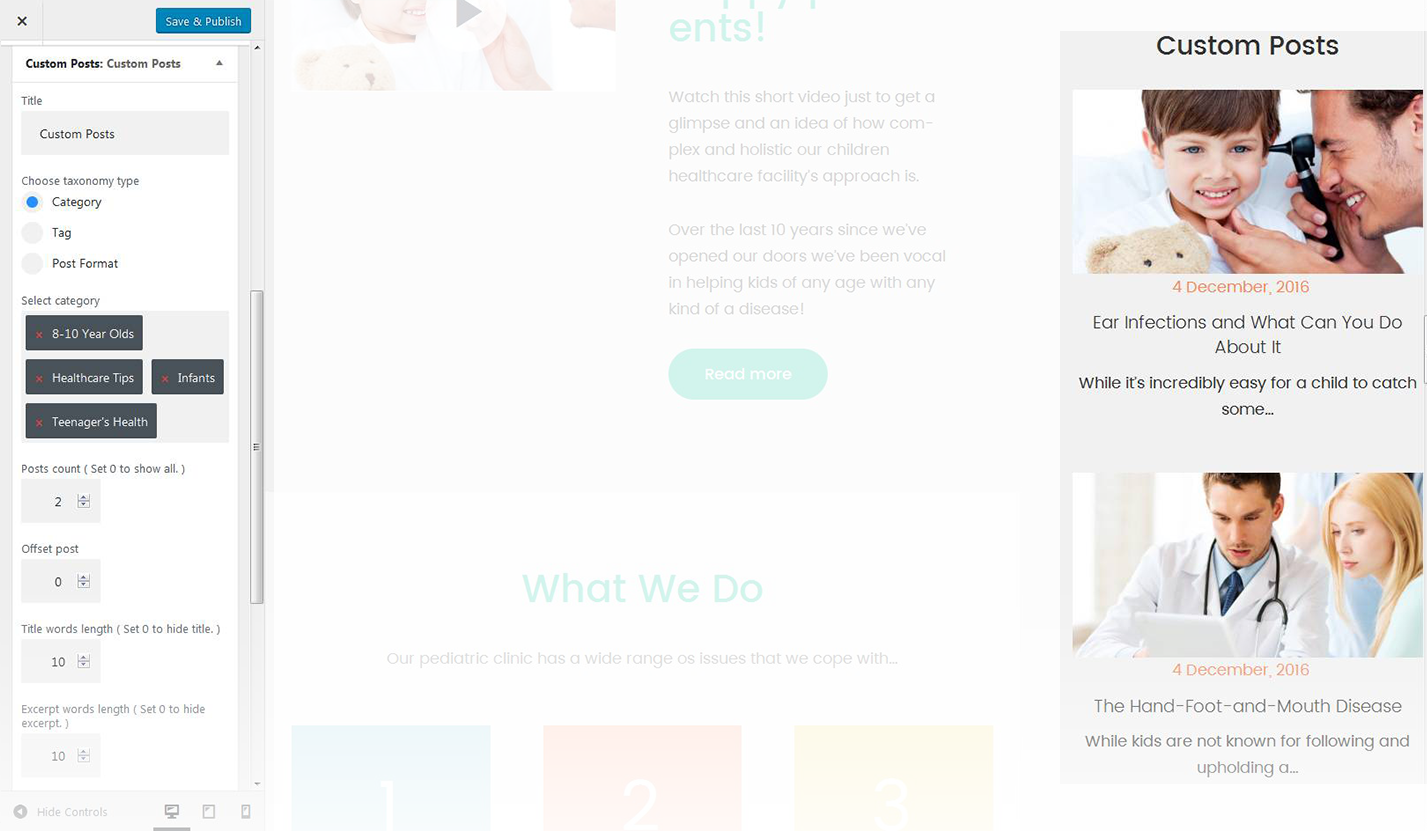 Save & Publish
Custom Posts: Custom Posts
Title
Custom Posts
Choose taxonomy type
Category
Tag
Post Format
Select category
× 8-10 Year Olds
× Healthcare Tips × Infants
× Teenager's Health
Posts count ( Set 0 to show all. )
2
Offset post
0
Title words length ( Set 0 to hide title. )
10
Excerpt words length ( Set 0 to hide
excerpt. )
10
Hide Controls
ents!
Watch this short video just to get a
glimpse and an idea of how com-
plex and holistic our children
healthcare facility's approach is.
Over the last 10 years since we've
opened our doors we've been vocal
in helping kids of any age with any
kind of a disease!
Read more
What We Do
Our pediatric clinic has a wide range os issues that we cope with...
1 2 3
Custom Posts
4 December, 2016
Ear Infections and What Can You Do
About It
While it's incredibly easy for a child to catch
some...
4 December, 2016
The Hand-Foot-and-Mouth Disease
While kids are not known for following and
upholding a...